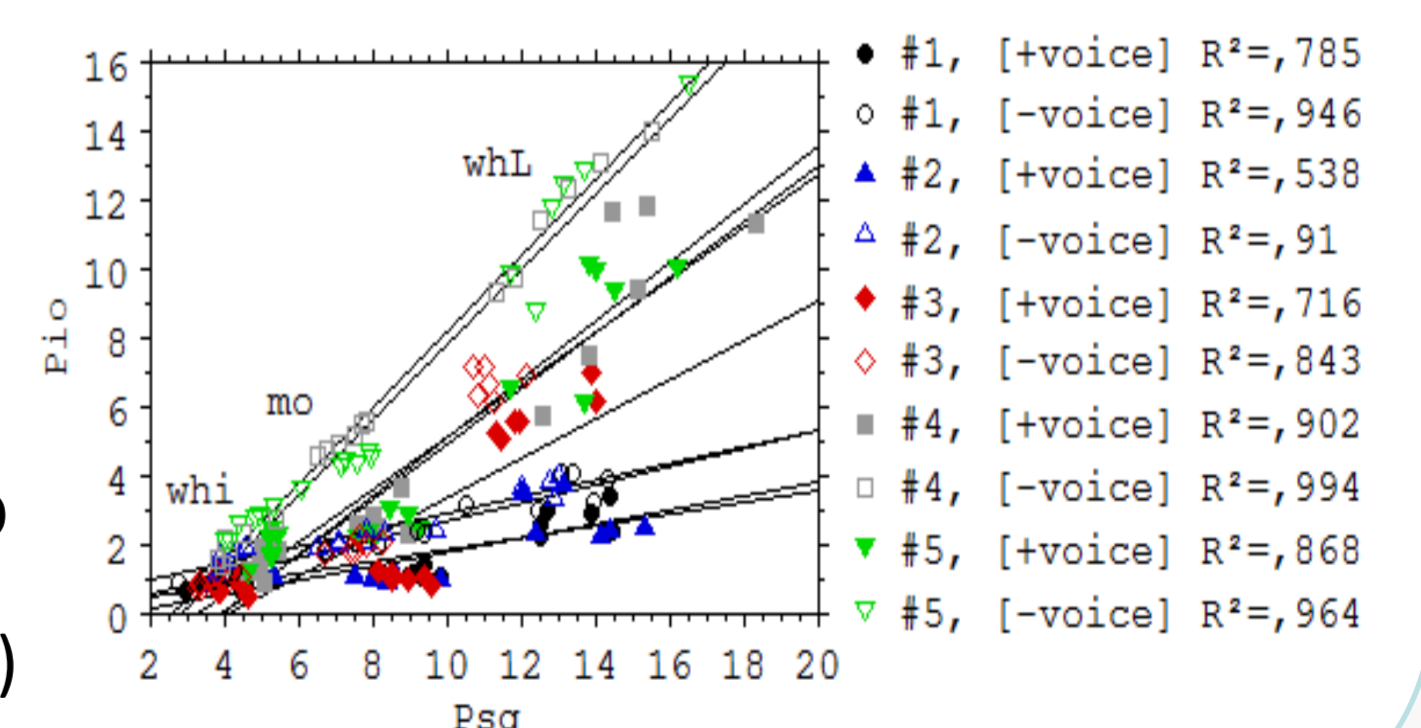 16
14
12
10
8
6
4
2
0
Pio
whL
mo
whi
2 4 6 8 10 12 14 16 18 20
Psg
#1, [+voice] R²=,785
#1, [-voice] R²=,946
#2, [+voice] R²=,538
#2, [-voice] R²=,91
#3, [+voice] R²=,716
#3, [-voice] R²=,843
#4, [+voice] R²=,902
#4, [-voice] R²=,994
#5, [+voice] R²=,868
#5, [-voice] R²=,964
)